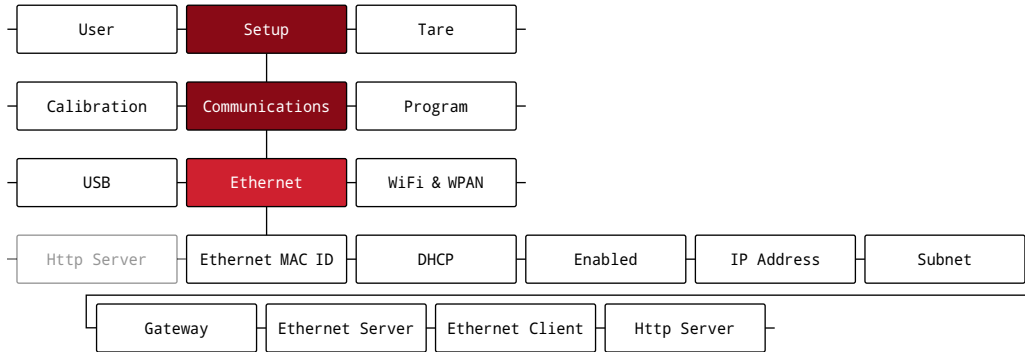 User Setup Tare
Calibration Communications Program
USB Ethernet WiFi & WPAN
Http Server Ethernet MAC ID DHCP Enabled IP Address Subnet
Gateway Ethernet Server Ethernet Client Http Server